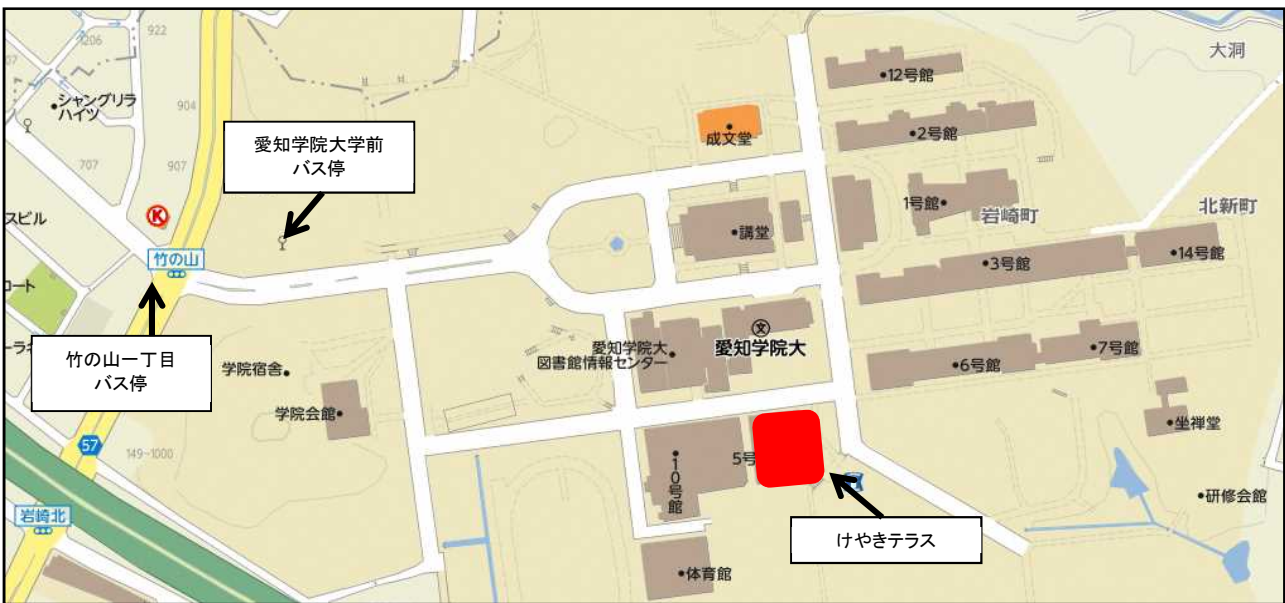 922
1206
07
シャングリラ
ハイツ
904
707
907
愛知学院大学前
バス停
スビル
K
竹の山
ート
竹の山一丁目
バス停
学院宿舎
学院会館
57
149-1000
岩崎北
成文堂
講堂
愛知学院大
図書館情報センター
文
愛知学院大
10号館
5号
体育館
けやきテラス
12号館
2号館
1号館
岩崎町
3号館
14号館
6号館
7号館
坐禅堂
研修会館
大洞
北新町